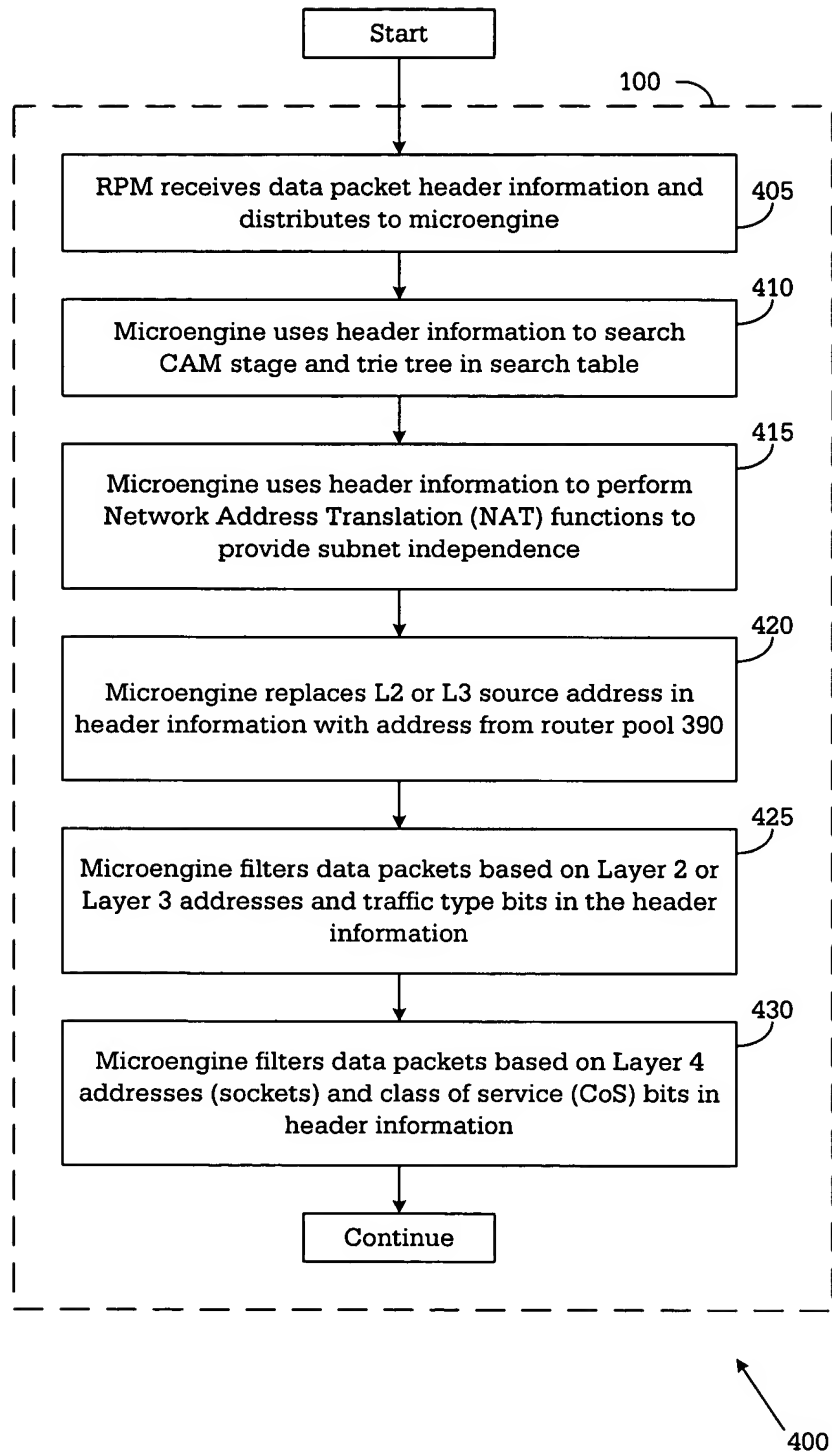 Start
100
RPM receives data packet header information and
distributes to microengine
405
410
Microengine uses header information to search
CAM stage and trie tree in search table
415
Microengine uses header information to perform
Network Address Translation (NAT) functions to
provide subnet independence
420
Microengine replaces L2 or L3 source address in
header information with address from router pool 390
425
Microengine filters data packets based on Layer 2 or
Layer 3 addresses and traffic type bits in the header
information
430
Microengine filters data packets based on Layer 4
addresses (sockets) and class of service (CoS) bits in
header information
Continue
400